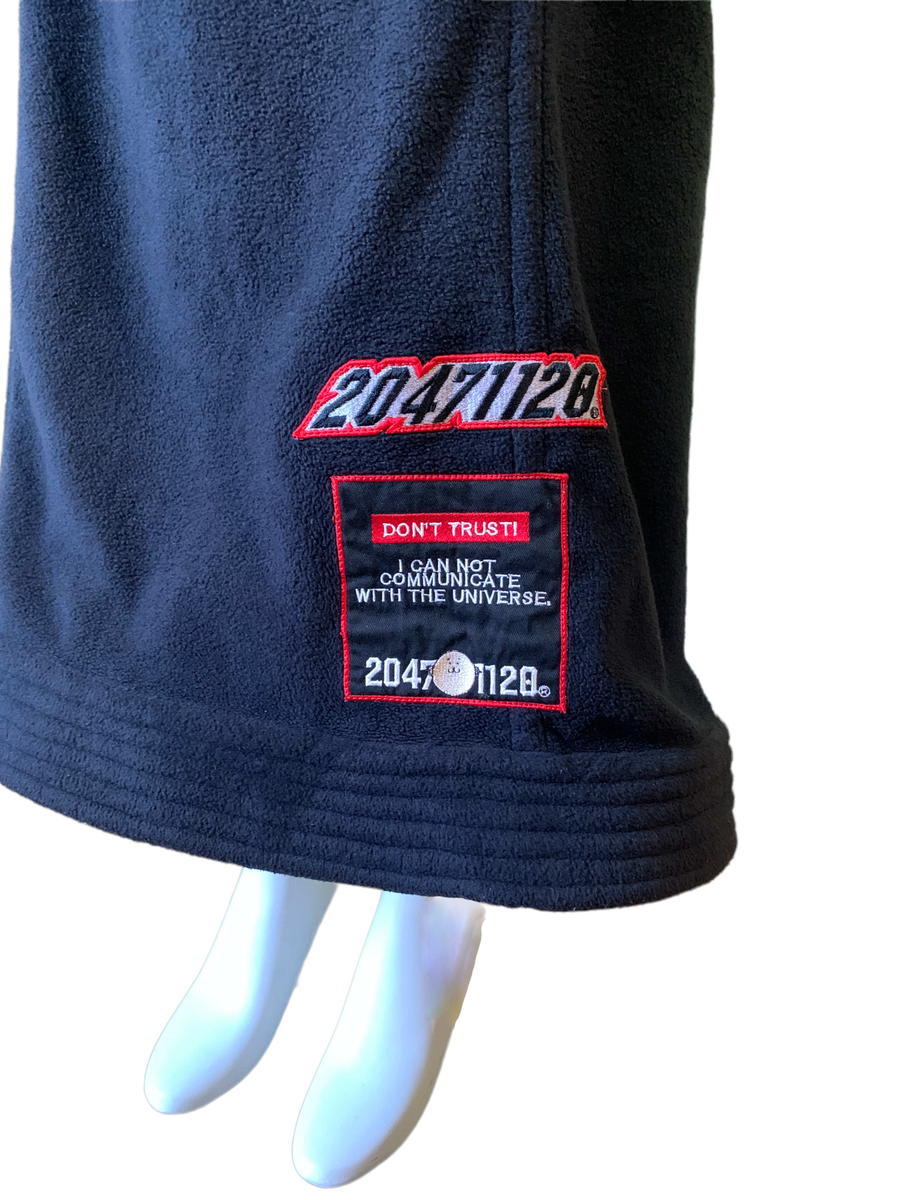 20471120®
DON'T TRUST!
I CAN NOT
COMMUNICATE
WITH THE UNIVERSE.
2047 1120®